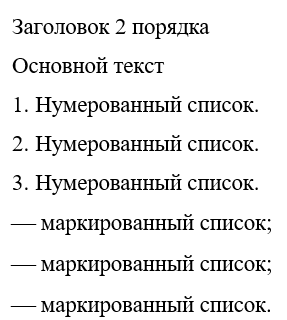 Заголовок 2 порядка
Основной текст
1. Нумерованный список.
2. Нумерованный список.
3. Нумерованный список.
— маркированный список;
— маркированный список;
— маркированный список.